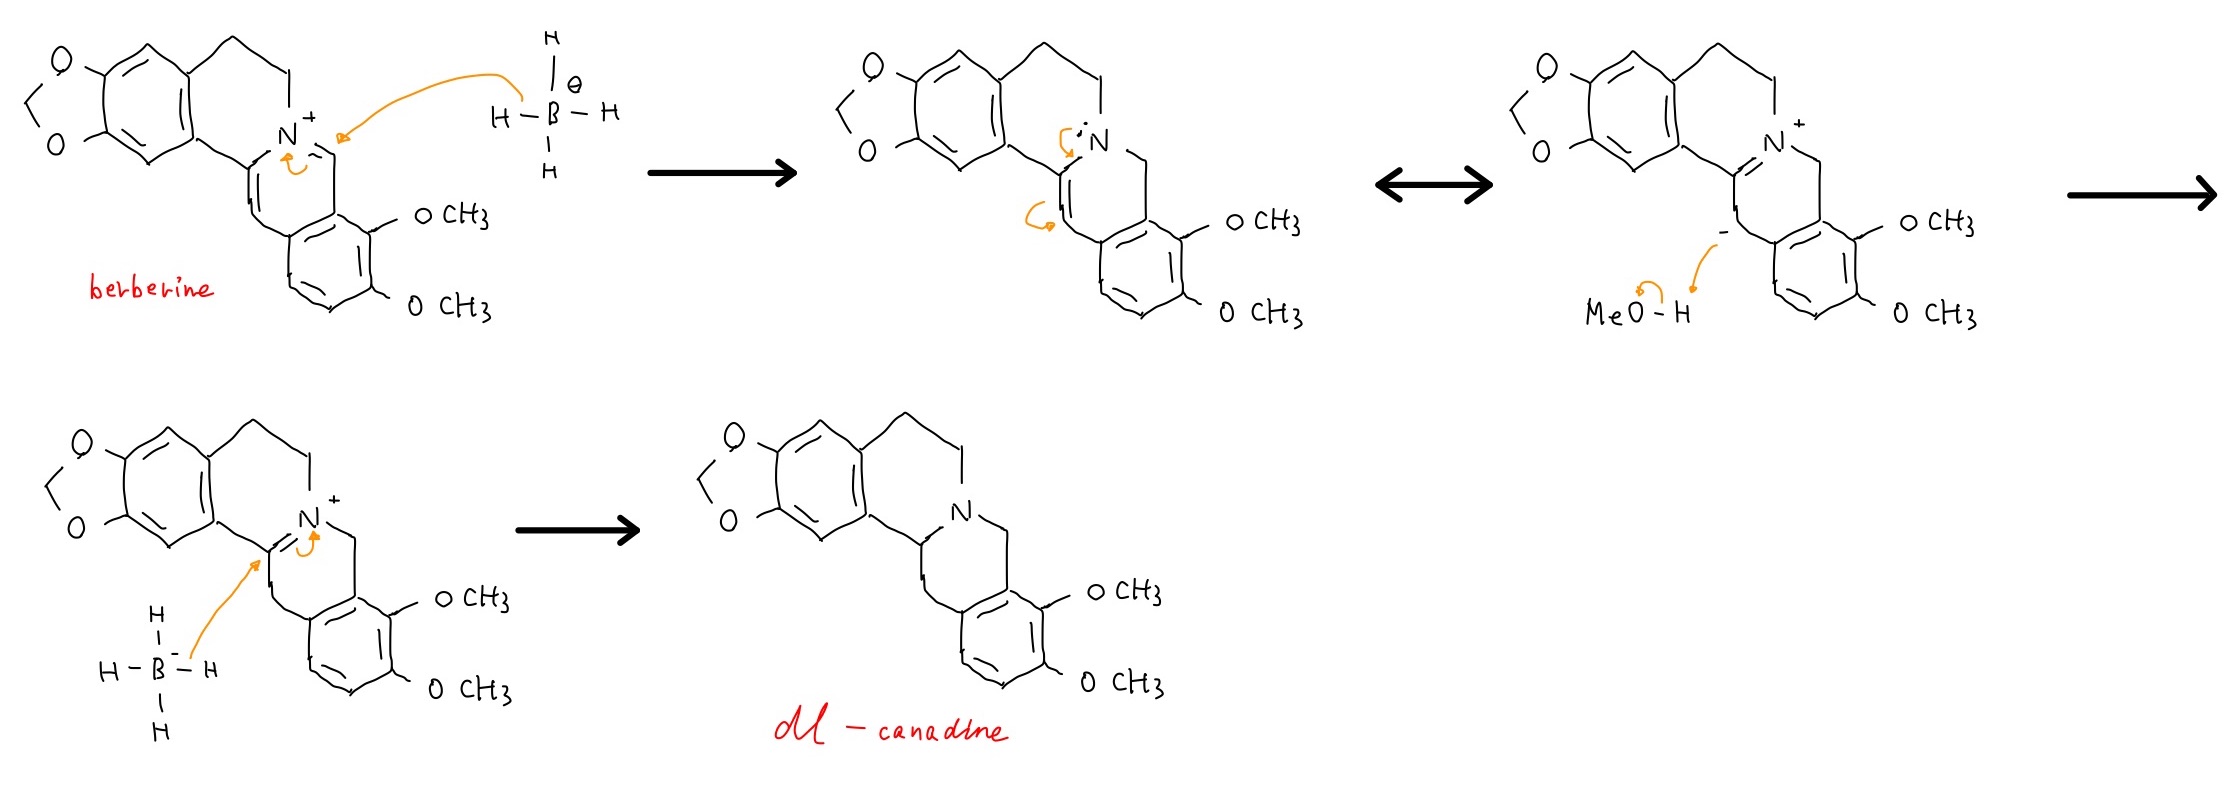 H
O
⊖
N +
H - B - H
O
H
O CH3
O CH3
berberine
O
O
N
O CH3
O CH3
O
O
N +
O CH3
-
MeO - H
O CH3
O
O
N +
O CH3
H
H - B - H
-
H
O CH3
O
O
N
O CH3
O CH3
dl - canadine